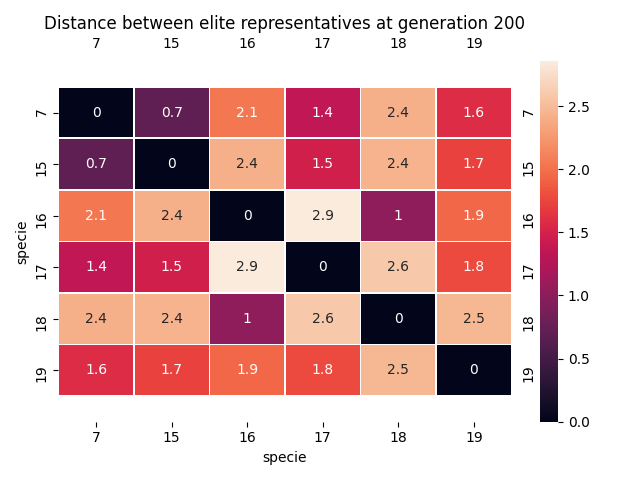 Distance between elite representatives at generation 200
7 15 16 17 18 19
7 0 0.7 2.1 1.4 2.4 1.6 7
15 0.7 0 2.4 1.5 2.4 1.7 15
16 2.1 2.4 0 2.9 1 1.9 16
17 1.4 1.5 2.9 0 2.6 1.8 17
18 2.4 2.4 1 2.6 0 2.5 18
19 1.6 1.7 1.9 1.8 2.5 0 19
specie
7 15 16 17 18 19
specie
2.5
2.0
1.5
1.0
0.5
0.0